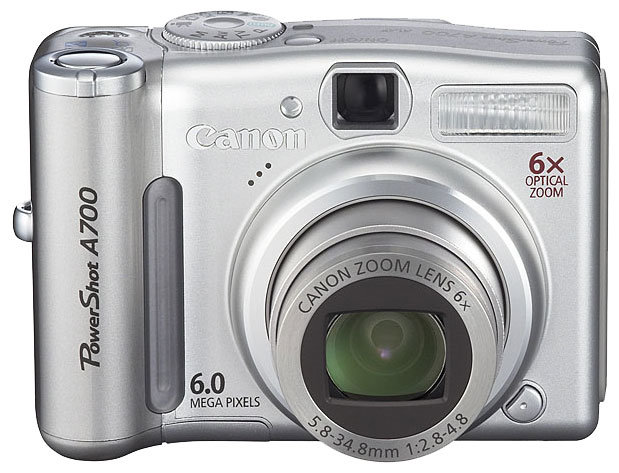 Canon
6x
OPTICAL
ZOOM
PowerShot A700
CANON ZOOM LENS 6x
5.8-34.8mm 1:2.8-4.8
6.0
MEGA PIXELS